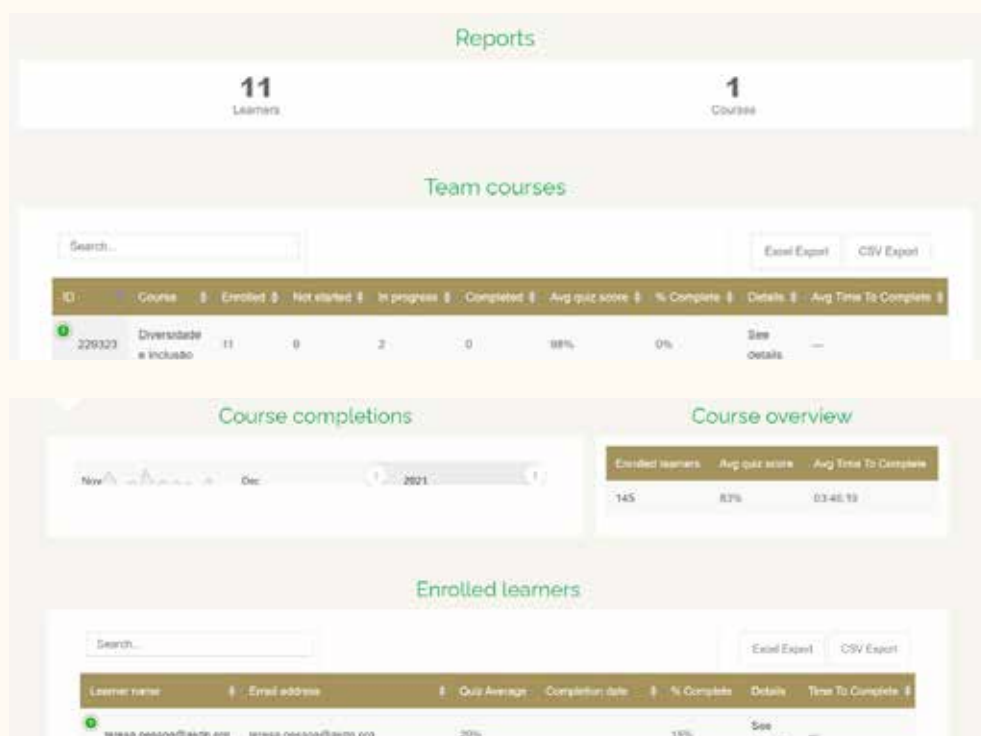 Reports
11
Learners
1
Courses
Team courses
Search...
Excel Export CSV Export
ID Course Enrolled Not started In progress Completed Avg quiz score % Complete Details Avg Time To Complete
229323 Diversidade e inclusão 11 2 0 98% 0% See details —
Course completions
Course overview
Nov Dec 2021
Enrolled learners Avg quiz score Avg Time To Complete
145 83%
Enrolled learners
Search...
Excel Export CSV Export
Learner name Email address Quiz Average Completion date % Complete Details Time To Complete
See